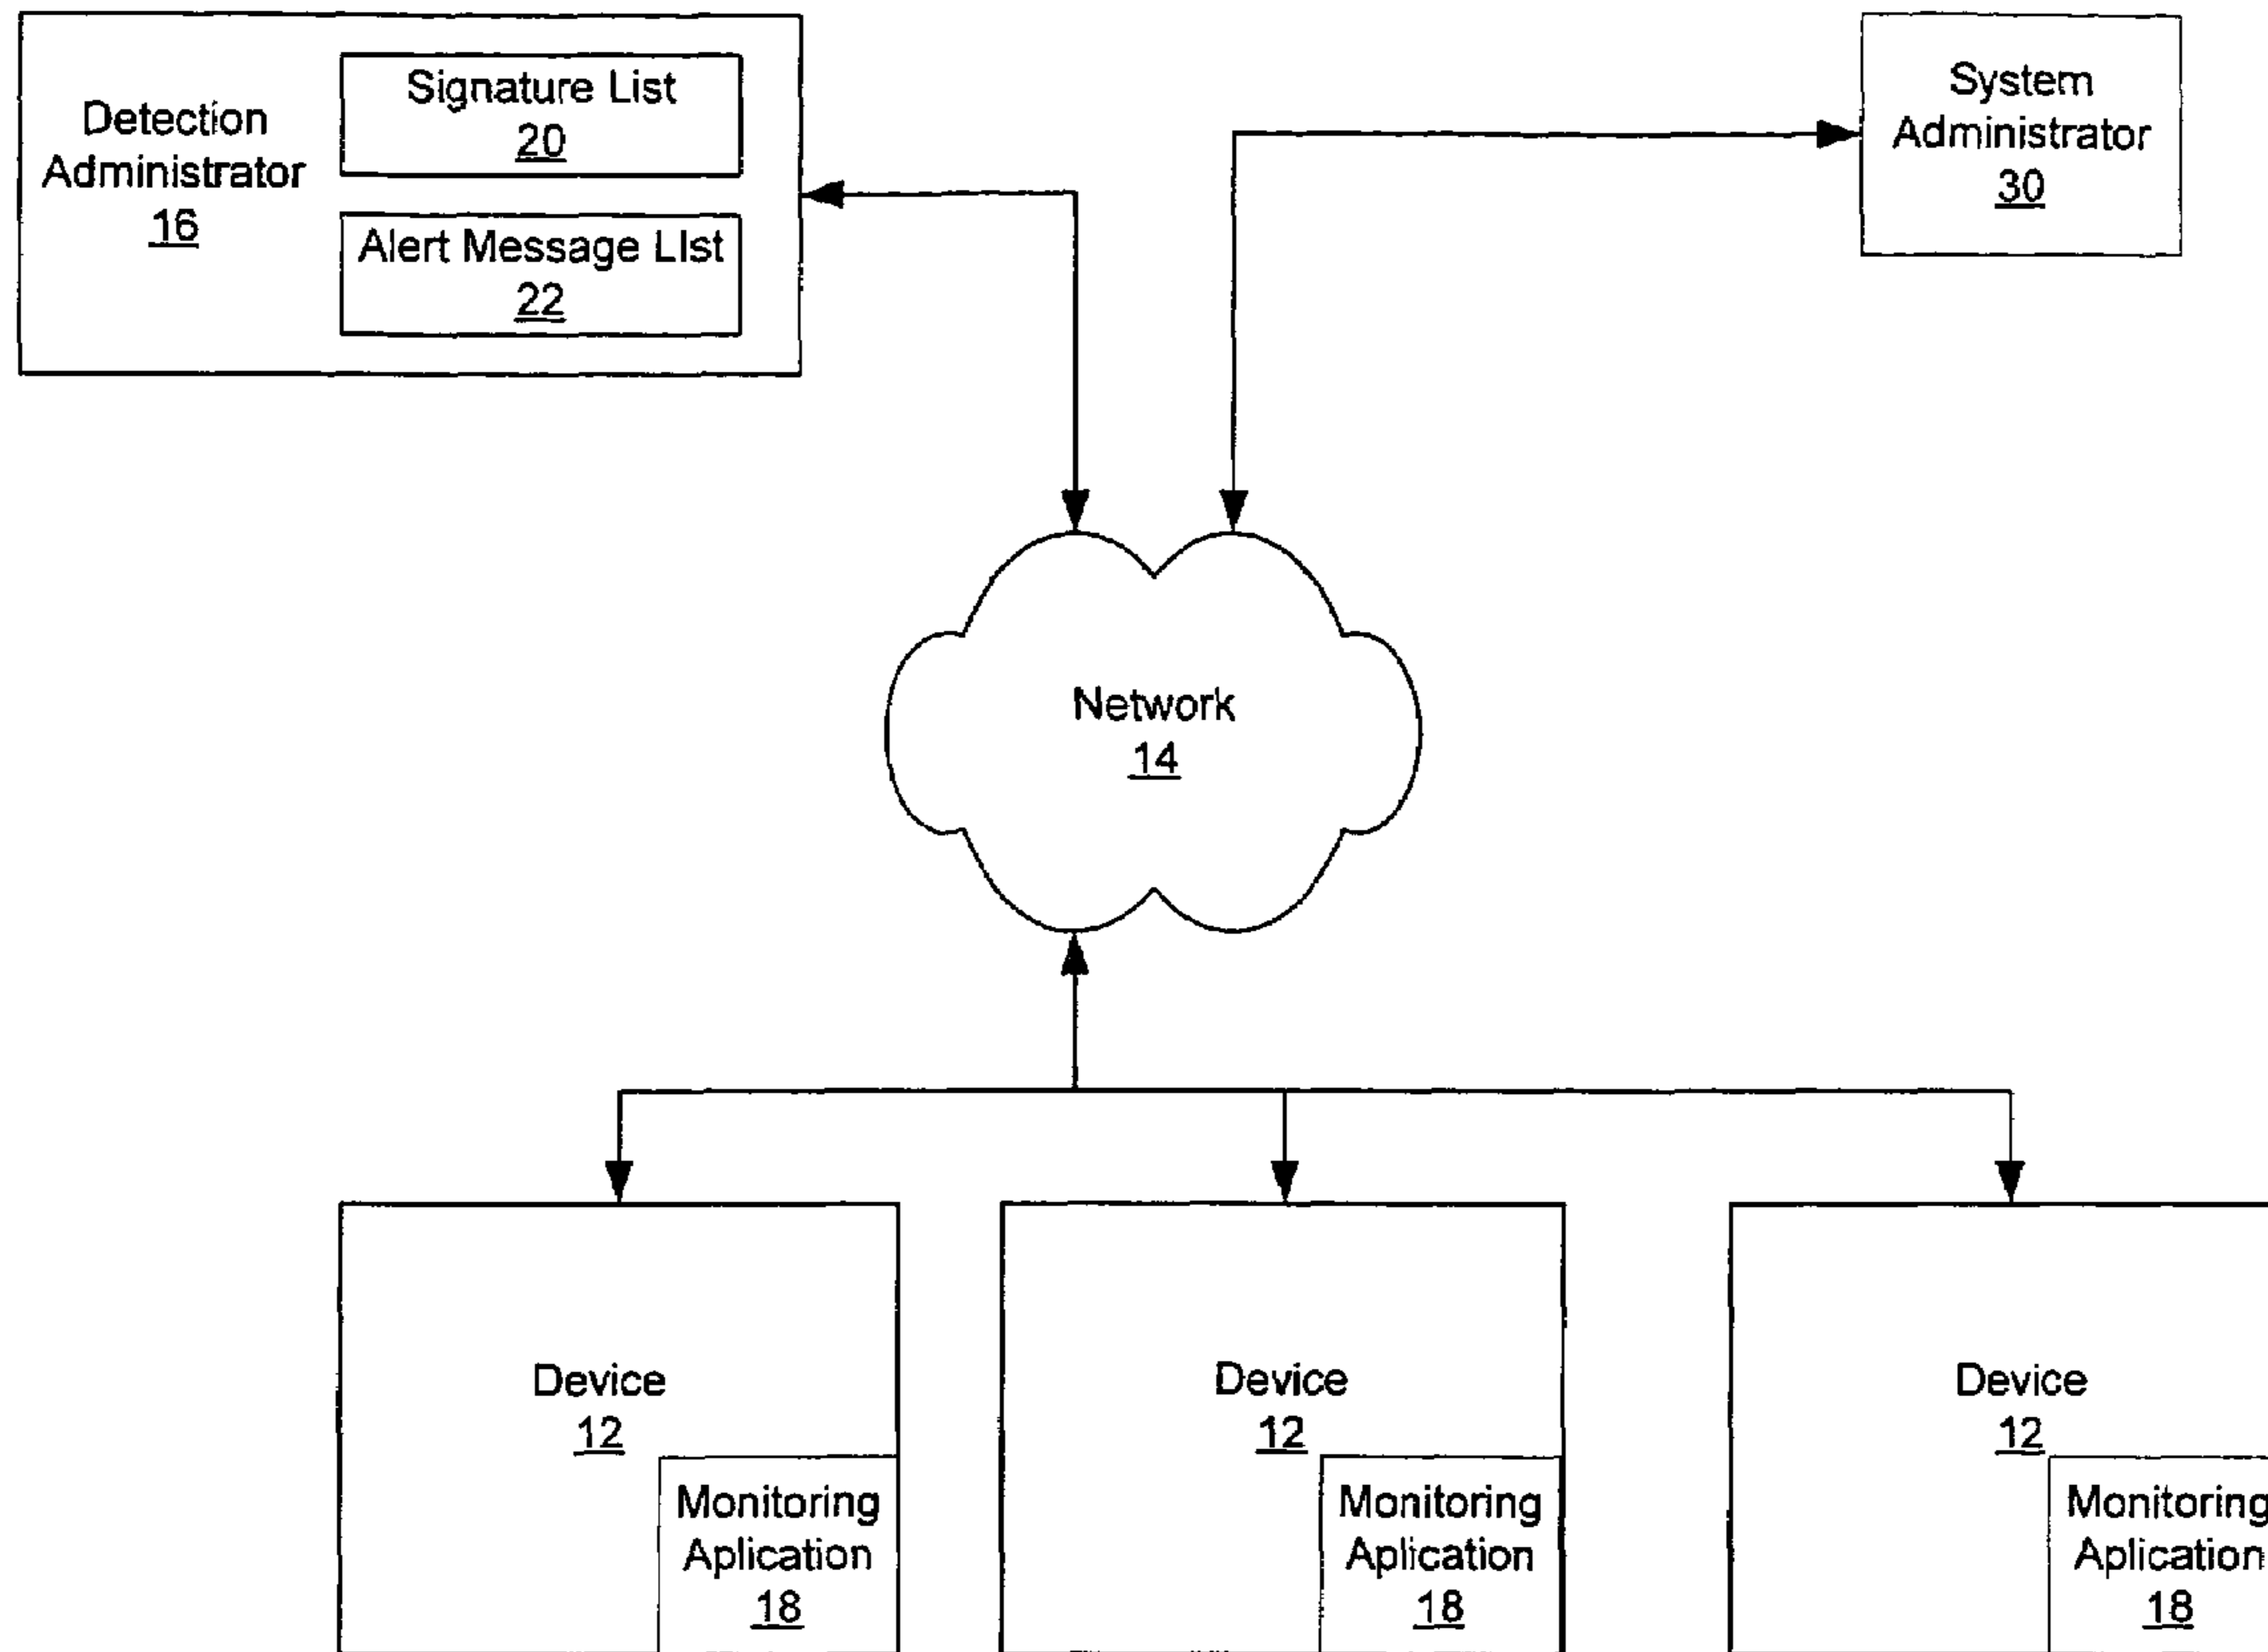 Detection
Administrator
16
Signature List
20
Alert Message LIst
22
System
Administrator
30
Network
14
Device
12
Monitoring
Aplication
18
Device
12
Monitoring
Aplication
18
Device
12
Monitoring
Aplication
18